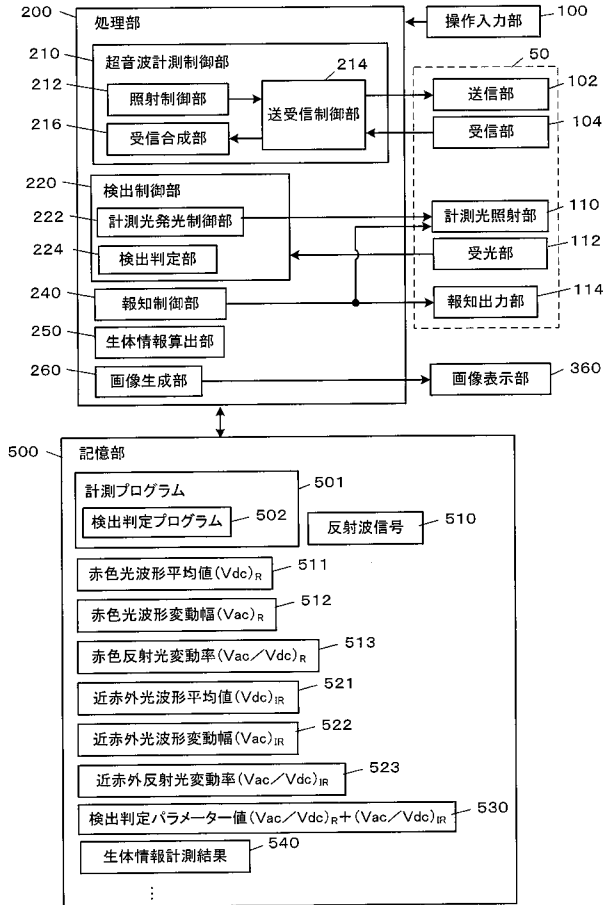 200
処理部
操作入力部
100
210
超音波計測制御部
214
50
212
照射制御部
送受信制御部
送信部
102
216
受信合成部
受信部
104
220
検出制御部
222
計測光発光制御部
計測光照射部
110
224
検出判定部
受光部
112
240
報知制御部
報知出力部
114
250
生体情報算出部
260
画像生成部
画像表示部
360
500
記憶部
計測プログラム
501
検出判定プログラム
502
反射波信号
510
赤色光波形平均値(Vdc)R
511
赤色光波形変動幅(Vac)R
512
赤色反射光変動率(Vac/Vdc)R
513
近赤外光波形平均値(Vdc)IR
521
近赤外光波形変動幅(Vac)IR
522
近赤外反射光変動率(Vac/Vdc)IR
523
検出判定パラメーター値(Vac/Vdc)R+(Vac/Vdc)IR
530
生体情報計測結果
540
⋮